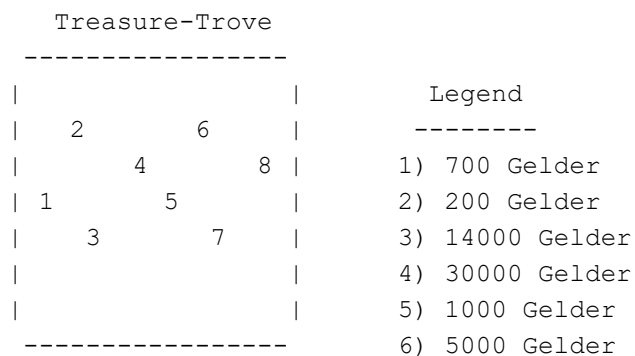 Treasure-Trove
 -----------------
|                 |        Legend
|   2       6     |       --------
|       4       8 |      1) 700 Gelder
| 1       5       |      2) 200 Gelder
|    3       7    |      3) 14000 Gelder
|                 |      4) 30000 Gelder
|                 |      5) 1000 Gelder
 -----------------       6) 5000 Gelder